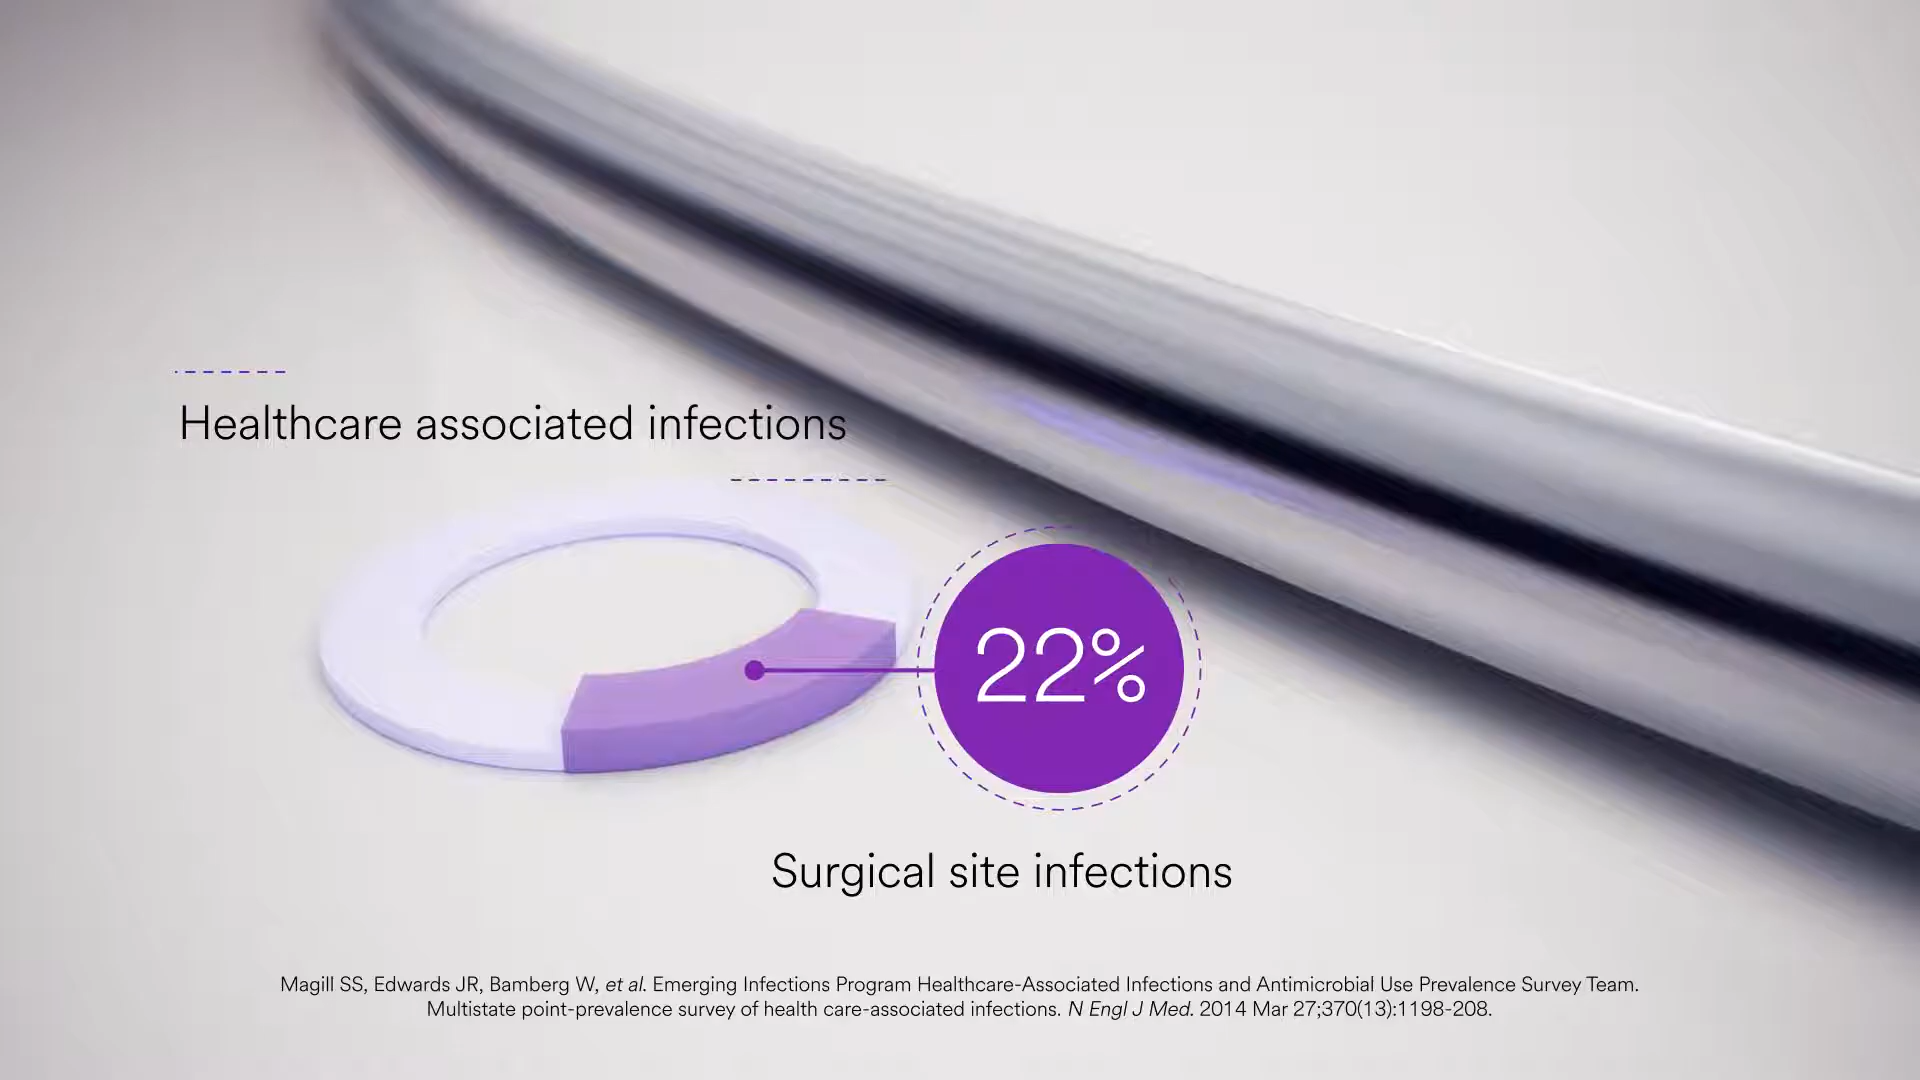 Healthcare associated infections
22%
Surgical site infections
Magill SS, Edwards JR, Bamberg W, et al. Emerging Infections Program Healthcare-Associated Infections and Antimicrobial Use Prevalence Survey Team.
Multistate point-prevalence survey of health care-associated infections. N Engl J Med. 2014 Mar 27;370(13):1198-208.